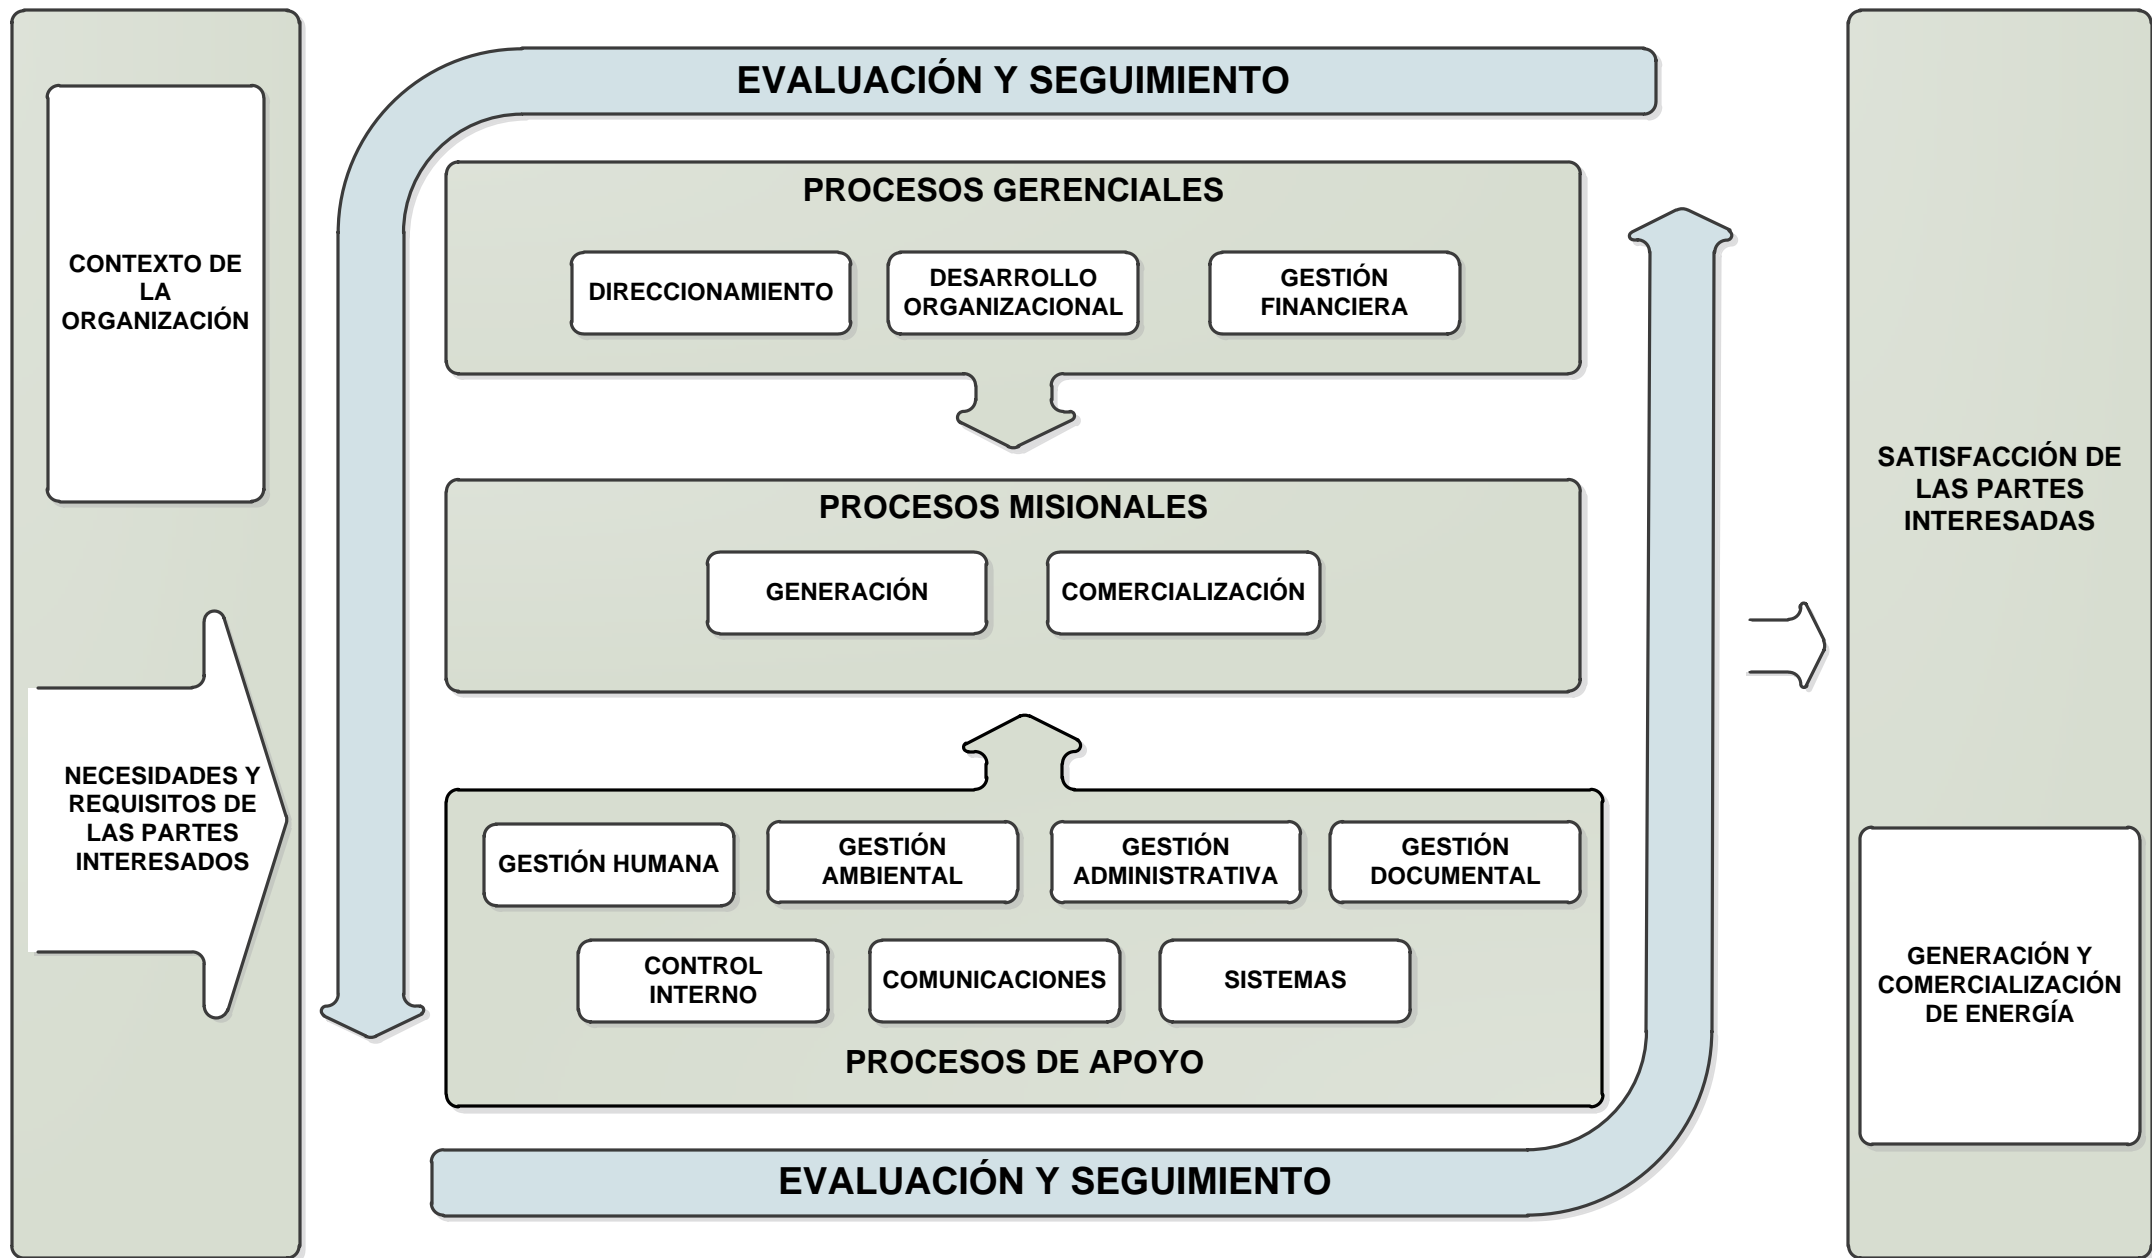 CONTEXTO DE
LA
ORGANIZACIÓN
NECESIDADES Y
REQUISITOS DE
LAS PARTES
INTERESADOS
EVALUACIÓN Y SEGUIMIENTO
PROCESOS GERENCIALES
DIRECCIONAMIENTO
DESARROLLO
ORGANIZACIONAL
GESTIÓN
FINANCIERA
PROCESOS MISIONALES
GENERACIÓN
COMERCIALIZACIÓN
GESTIÓN HUMANA
GESTIÓN
AMBIENTAL
GESTIÓN
ADMINISTRATIVA
GESTIÓN
DOCUMENTAL
CONTROL
INTERNO
COMUNICACIONES
SISTEMAS
PROCESOS DE APOYO
EVALUACIÓN Y SEGUIMIENTO
SATISFACCIÓN DE
LAS PARTES
INTERESADAS
GENERACIÓN Y
COMERCIALIZACIÓN
DE ENERGÍA